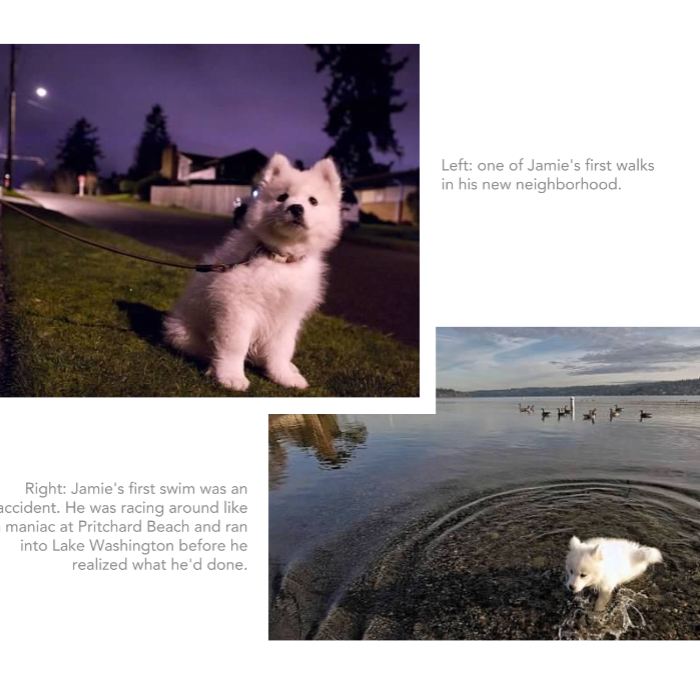 Left: one of Jamie's first walks
in his new neighborhood.
Right: Jamie's first swim was an
accident. He was racing around like
maniac at Pritchard Beach and ran
into Lake Washington before he
realized what he'd done.